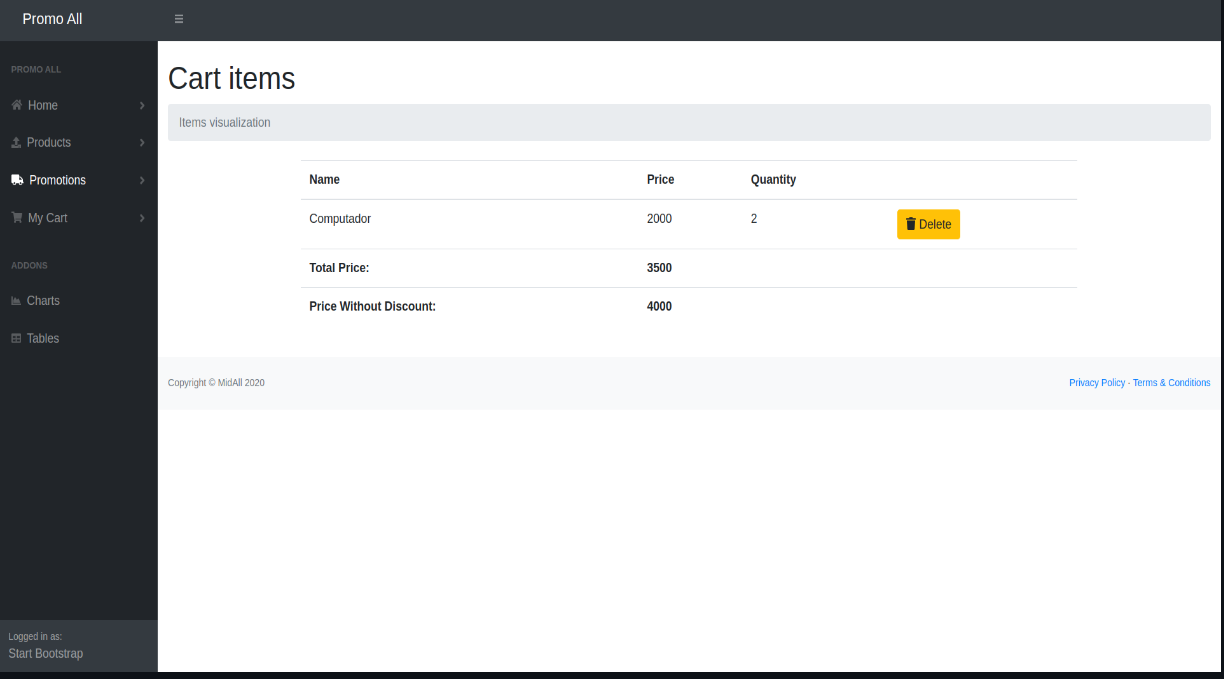 Promo All
PROMO ALL
Home
Products
Promotions
My Cart
ADDONS
Charts
Tables
Logged in as:
Start Bootstrap
Cart items
Items visualization
Name Price Quantity
Computador 2000 2 Delete
Total Price: 3500
Price Without Discount: 4000
Copyright © MidAll 2020 Privacy Policy · Terms & Conditions